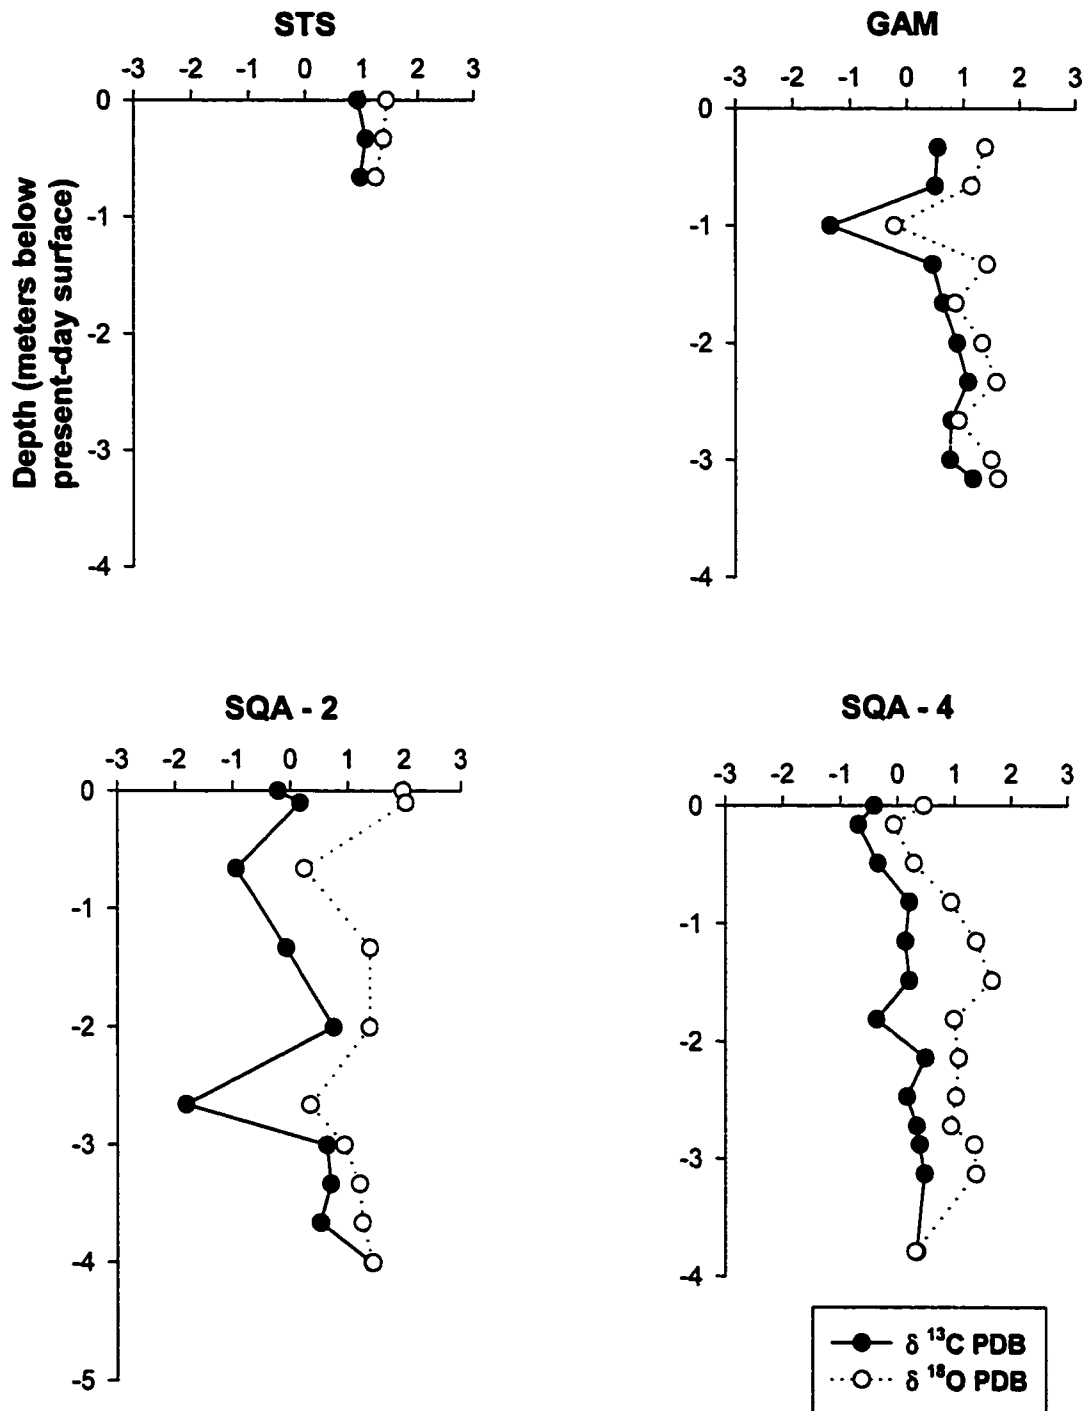 STS
-3 -2 -1 0 1 2 3
0
-1
-2
-3
-4
Depth (meters below
present-day surface)
GAM
-3 -2 -1 0 1 2 3
0
-1
-2
-3
-4
SQA - 2
-3 -2 -1 0 1 2 3
0
-1
-2
-3
-4
-5
SQA - 4
-3 -2 -1 0 1 2 3
0
-1
-2
-3
-4
δ ¹³C PDB
δ ¹⁸O PDB